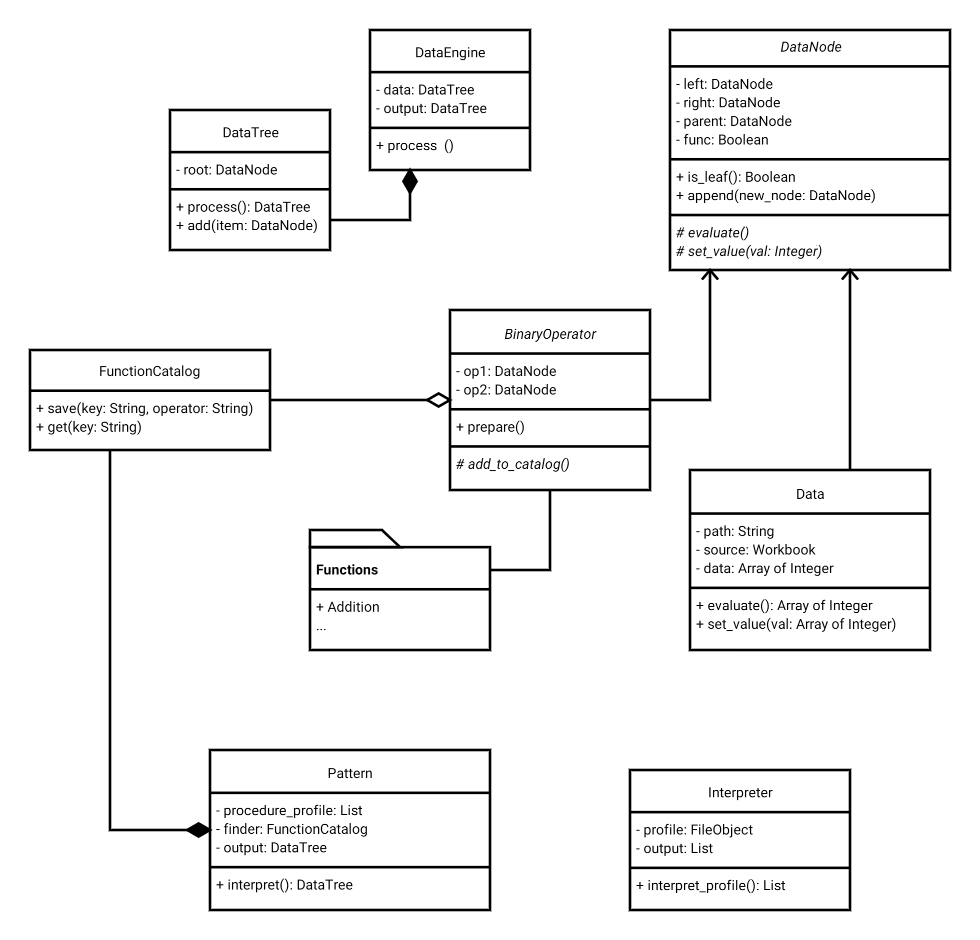 DataEngine
- data: DataTree
- output: DataTree
+ process ()
DataNode
- left: DataNode
- right: DataNode
- parent: DataNode
- func: Boolean
+ is_leaf(): Boolean
+ append(new_node: DataNode)
# evaluate()
# set_value(val: Integer)
DataTree
- root: DataNode
+ process(): DataTree
+ add(item: DataNode)
BinaryOperator
- op1: DataNode
- op2: DataNode
+ prepare()
# add_to_catalog()
FunctionCatalog
+ save(key: String, operator: String)
+ get(key: String)
Data
- path: String
- source: Workbook
- data: Array of Integer
+ evaluate(): Array of Integer
+ set_value(val: Array of Integer)
Functions
+ Addition
...
Pattern
- procedure_profile: List
- finder: FunctionCatalog
- output: DataTree
+ interpret(): DataTree
Interpreter
- profile: FileObject
- output: List
+ interpret_profile(): List